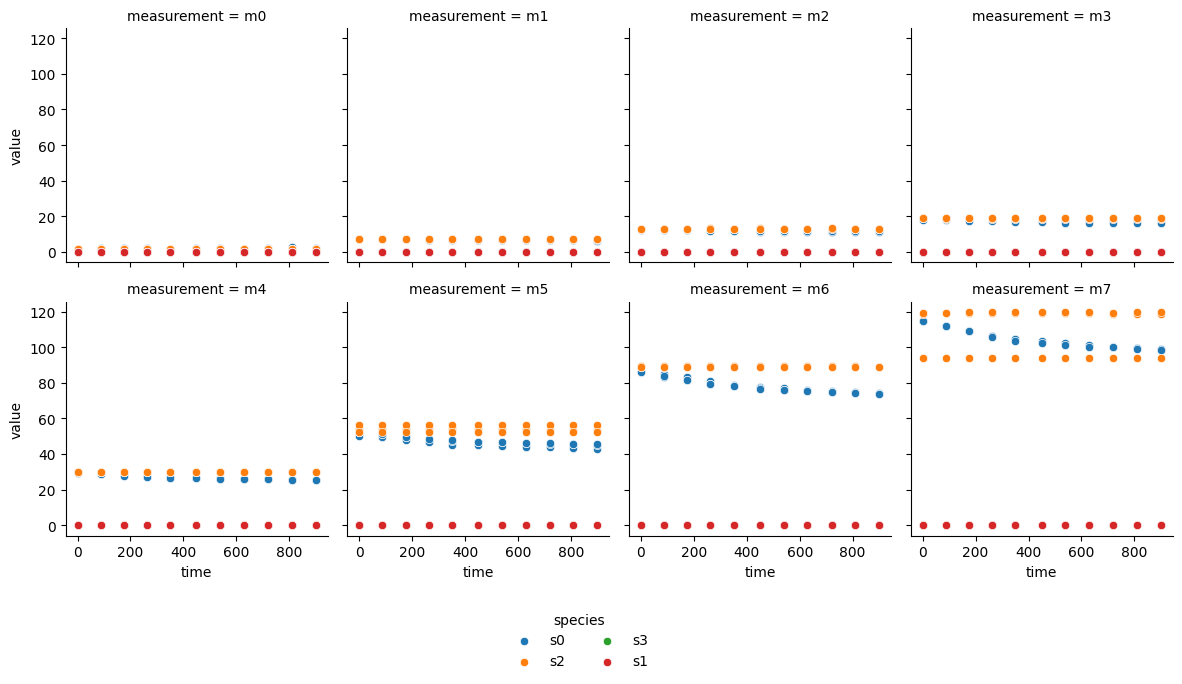 measurement = m0 measurement = m1 measurement = m2 measurement = m3
120
100
80
60
40
20
0
value
measurement = m4 measurement = m5 measurement = m6 measurement = m7
120
100
80
60
40
20
0
value
0 200 400 600 800 0 200 400 600 800 0 200 400 600 800 0 200 400 600 800
time time time time
species
s0 s3
s2 s1